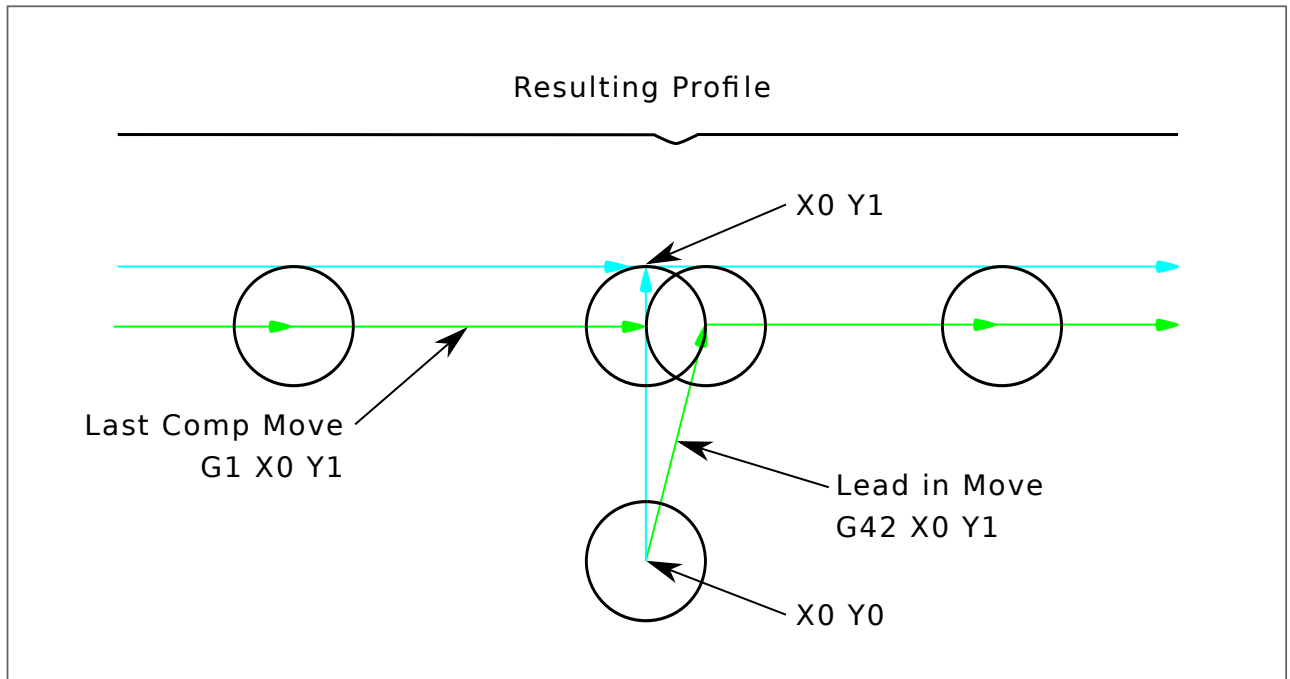 Resulting Profile
X0 Y1
Last Comp Move
G1 X0 Y1
Lead in Move
G42 X0 Y1
X0 Y0